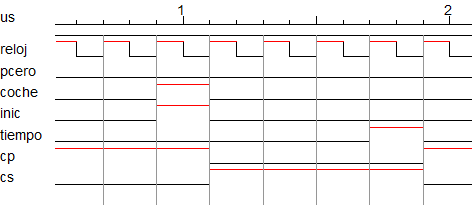 us 1 2
reloj
pcero
coche
inic
tiempo
cp
cs